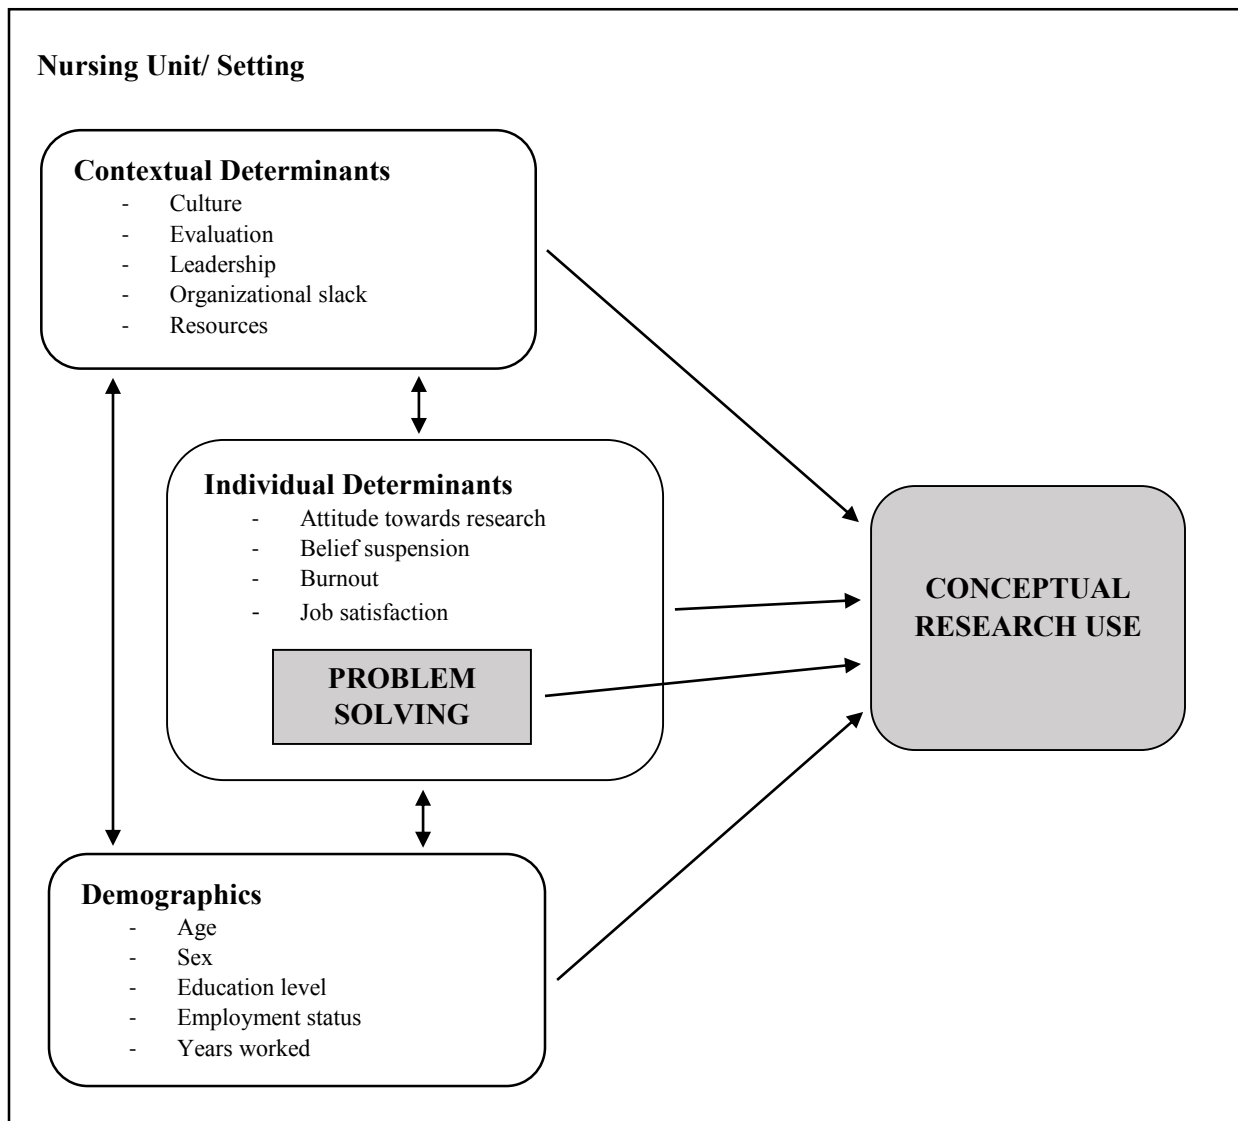 Nursing Unit/ Setting
Contextual Determinants
- Culture
- Evaluation
- Leadership
- Organizational slack
- Resources
Individual Determinants
- Attitude towards research
- Belief suspension
- Burnout
- Job satisfaction
PROBLEM
SOLVING
CONCEPTUAL
RESEARCH USE
Demographics
- Age
- Sex
- Education level
- Employment status
- Years worked